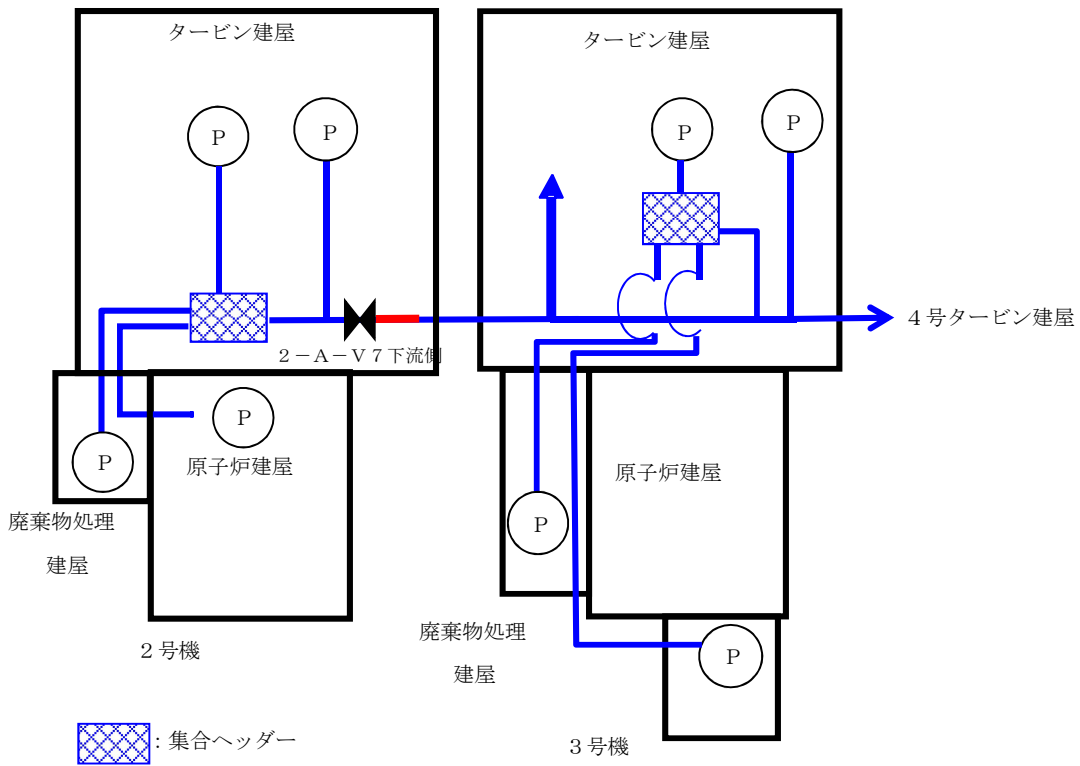 タービン建屋
タービン建屋
P
P
P
P
４号タービン建屋
２－Ａ－Ｖ７下流側
P
原子炉建屋
P
廃棄物処理
建屋
２号機
原子炉建屋
P
廃棄物処理
建屋
P
３号機
：集合ヘッダー